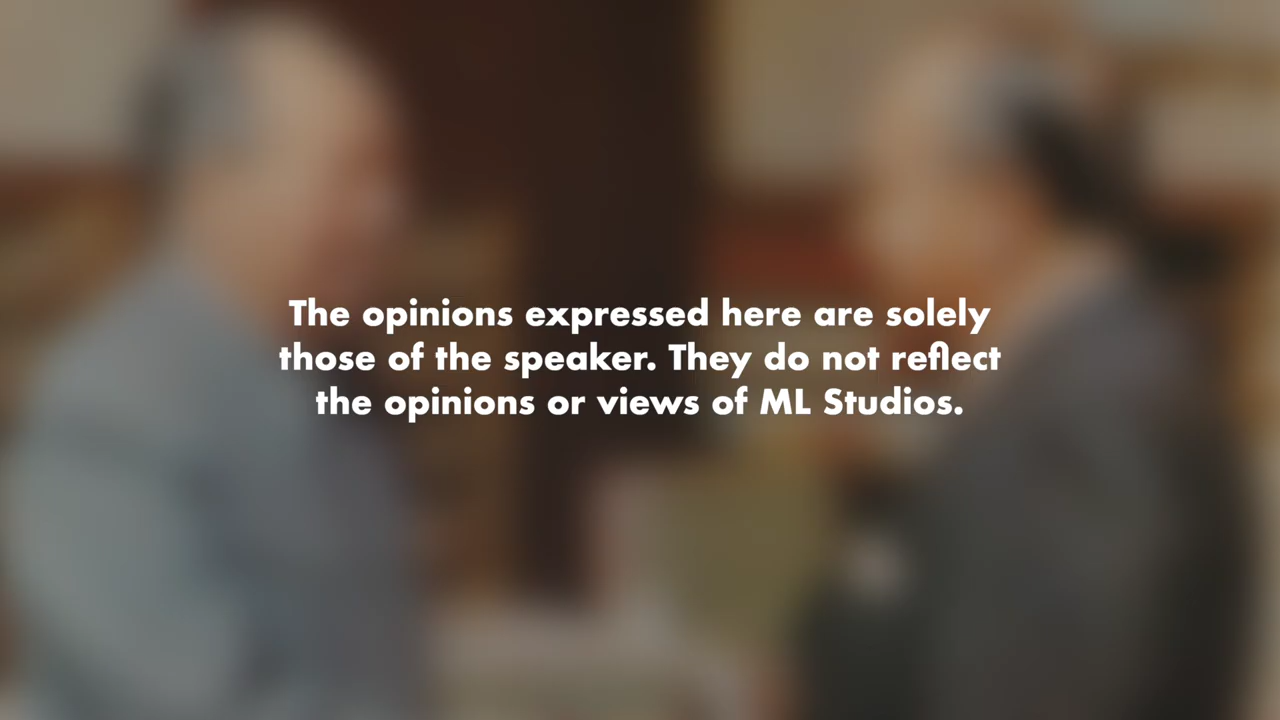 The opinions expressed here are solely
those of the speaker. They do not reflect
the opinions or views of ML Studios.